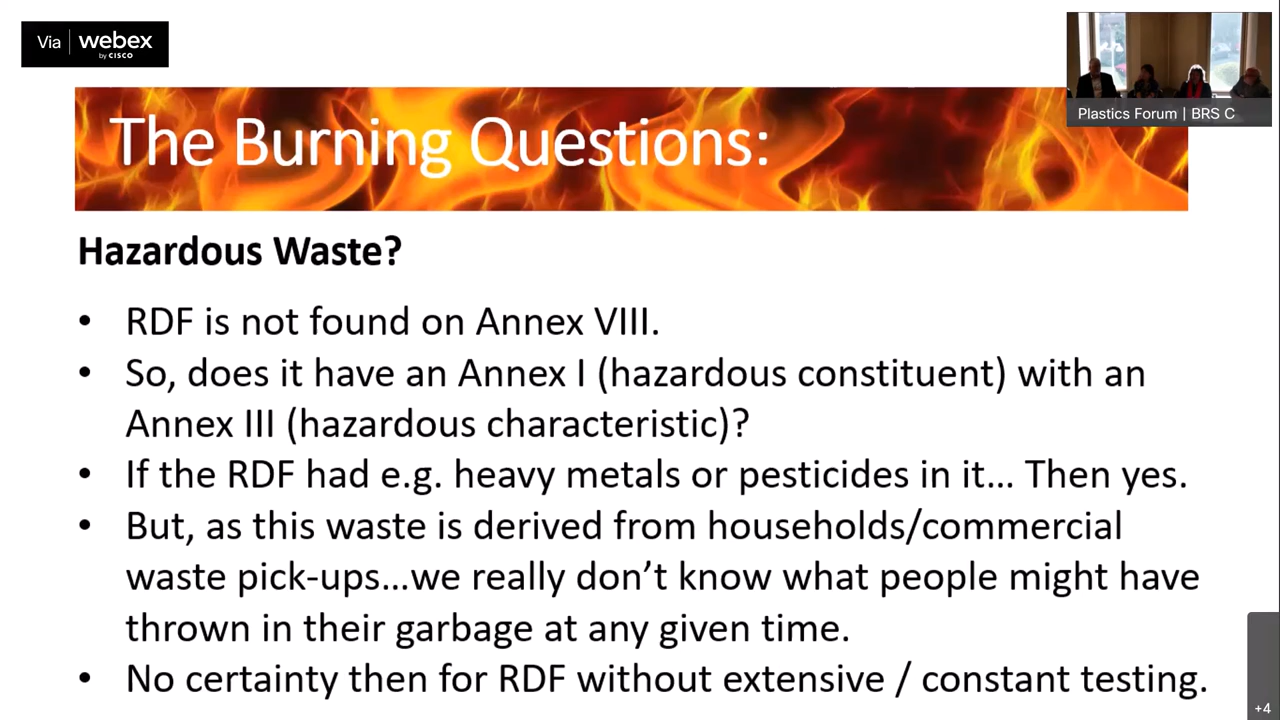 Via webex
by CISCO
Plastics Forum | BRS C
The Burning Questions:
Hazardous Waste?
• RDF is not found on Annex VIII.
• So, does it have an Annex I (hazardous constituent) with an
Annex III (hazardous characteristic)?
• If the RDF had e.g. heavy metals or pesticides in it... Then yes.
• But, as this waste is derived from households/commercial
waste pick-ups...we really don’t know what people might have
thrown in their garbage at any given time.
• No certainty then for RDF without extensive / constant testing.
+4